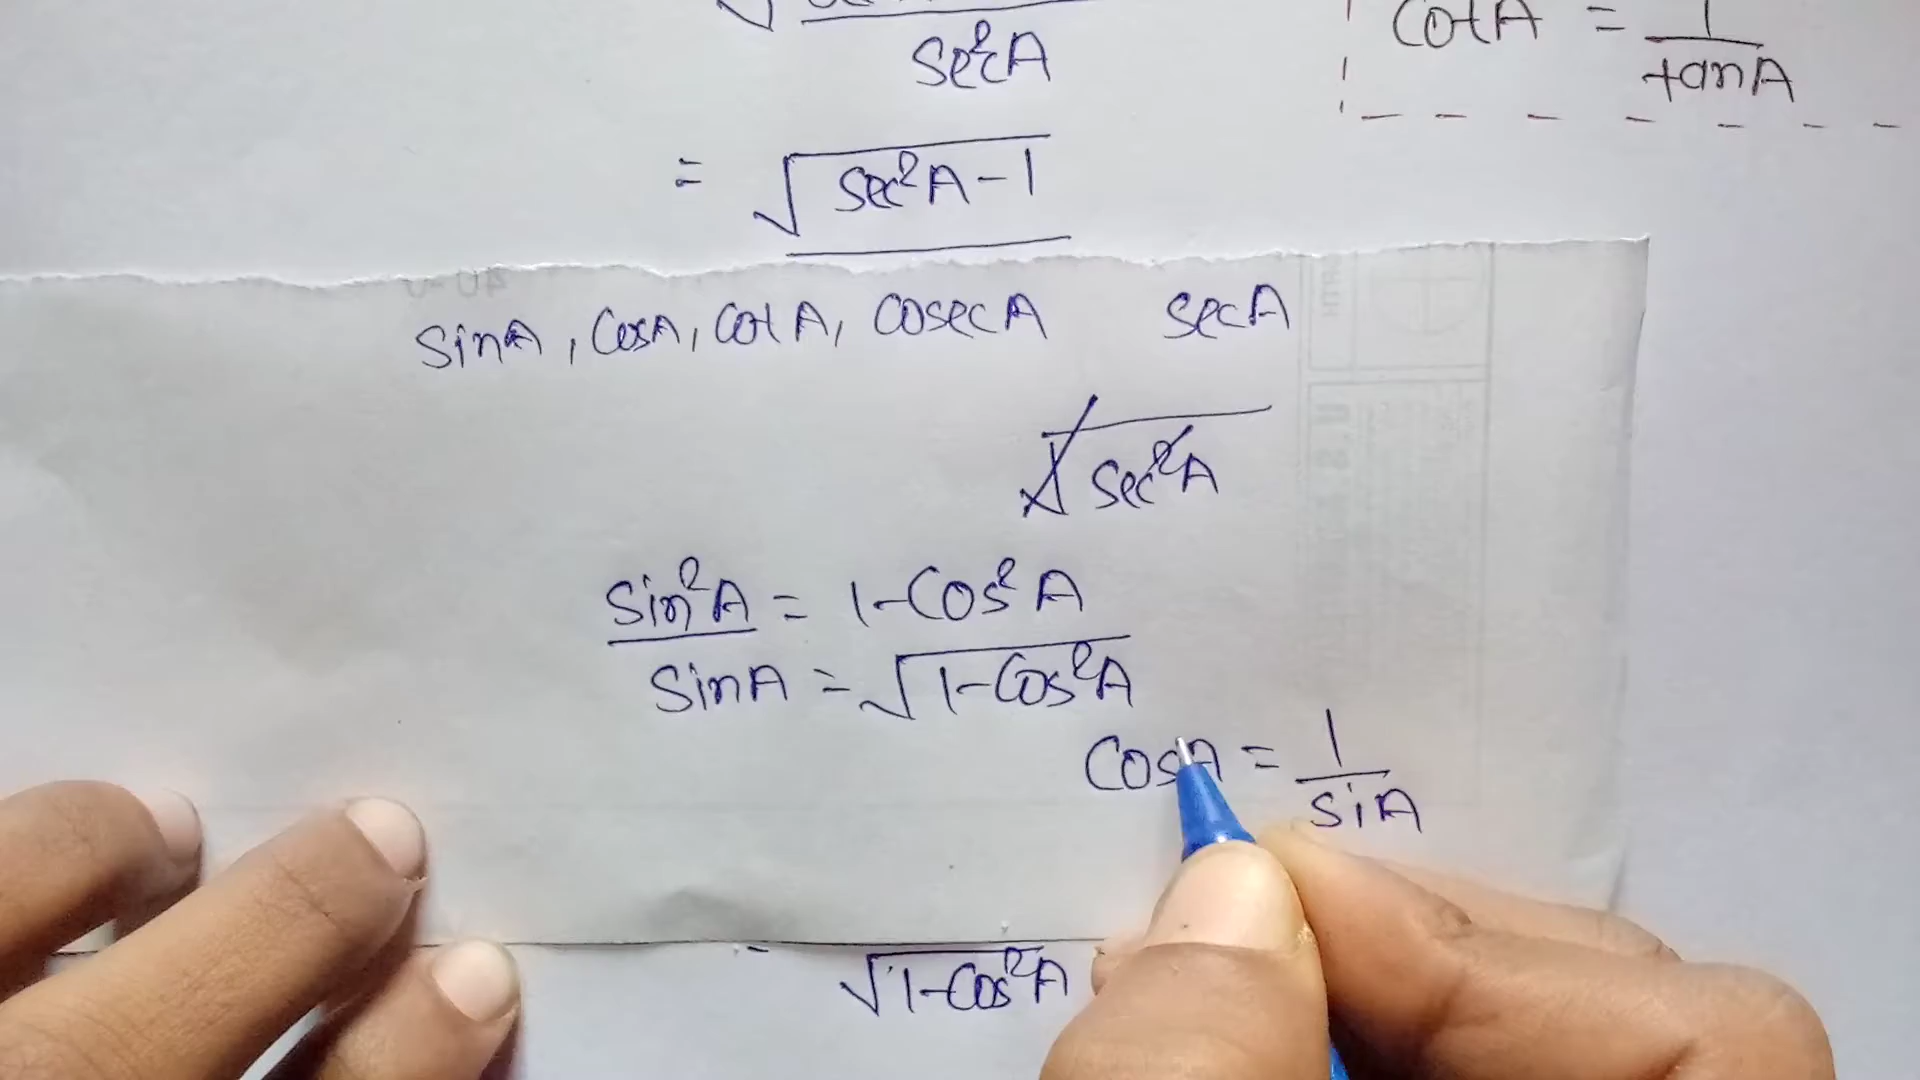 cotA = 1/tanA
sec²A
= √sec²A-1
sinA, cosA, cotA, cosecA secA
√sec²A
sin²A = 1-cos²A
sinA = √1-cos²A
cosA = 1/siA
√1-cos²A